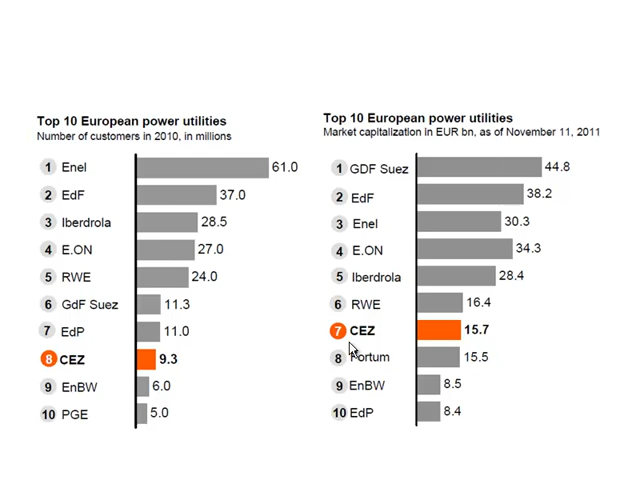 Top 10 European power utilities
Number of customers in 2010, in millions
1 Enel 61.0
2 EdF 37.0
3 Iberdrola 28.5
4 E.ON 27.0
5 RWE 24.0
6 GdF Suez 11.3
7 EdP 11.0
8 CEZ 9.3
9 EnBW 6.0
10 PGE 5.0
Top 10 European power utilities
Market capitalization in EUR bn, as of November 11, 2011
1 GDF Suez 44.8
2 EdF 38.2
3 Enel 30.3
4 E.ON 34.3
5 Iberdrola 28.4
6 RWE 16.4
7 CEZ 15.7
8 Fortum 15.5
9 EnBW 8.5
10 EdP 8.4